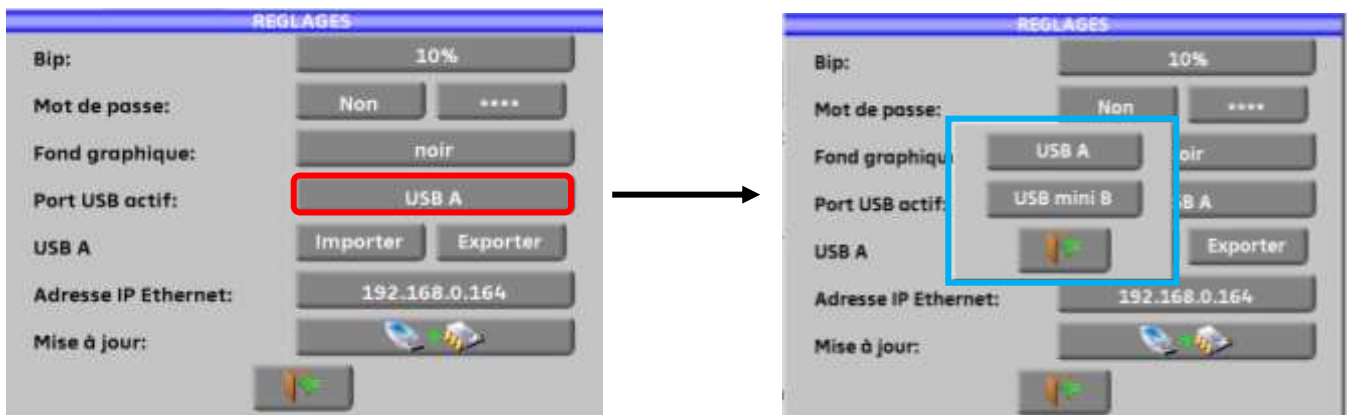 REGLAGES
Bip: 10%
Mot de passe: Non ****
Fond graphique: noir
Port USB actif: USB A
USB A Importer Exporter
Adresse IP Ethernet: 192.168.0.164
Mise à jour:
REGLAGES
Bip: 10%
Mot de passe: Non ****
Fond graphiqu USB A oir
Port USB actif: USB mini B B A
USB A Exporter
Adresse IP Ethernet: 192.168.0.164
Mise à jour: